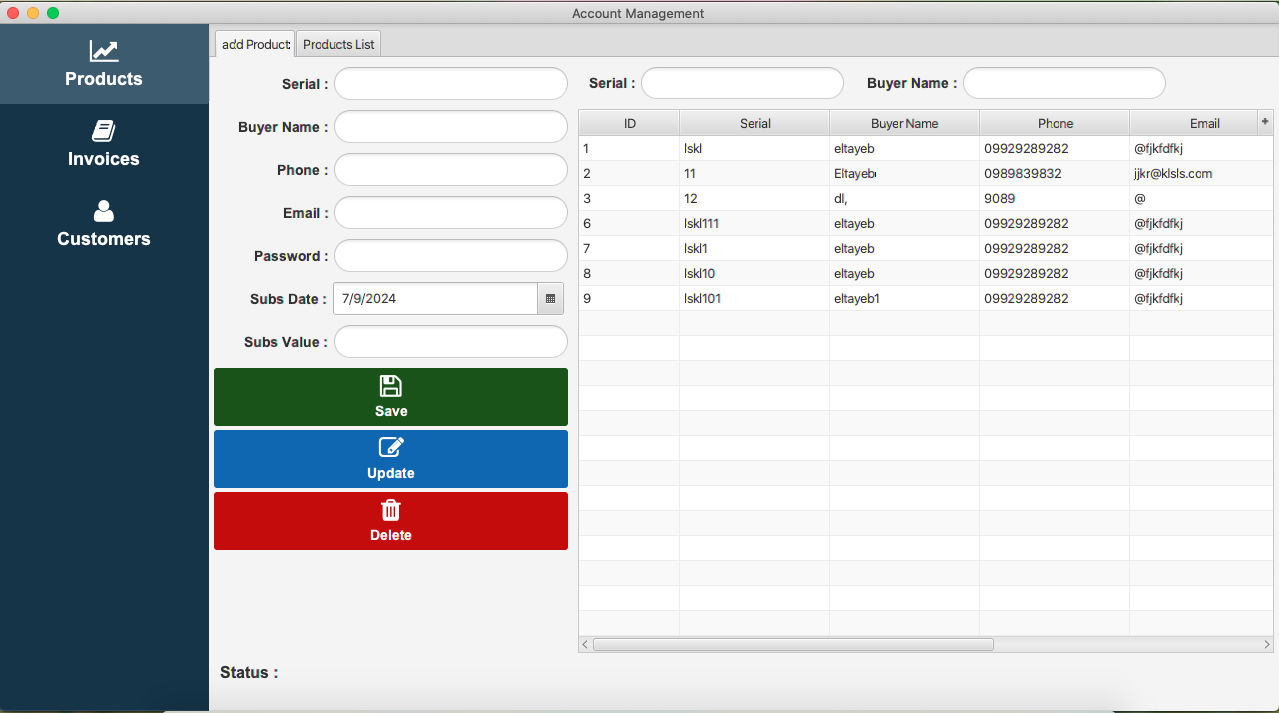 Account Management
Products
Invoices
Customers
add Product:
Products List
Serial :
Buyer Name :
Phone :
Email :
Password :
Subs Date : 7/9/2024
Subs Value :
Save
Update
Delete
Serial : Buyer Name :
ID Serial Buyer Name Phone Email +
1 lskl eltayeb 09929289282 @fjkfdfkj
2 11 Eltayeb 0989839832 jjkr@klsls.com
3 12 dl, 9089 @
6 lskl111 eltayeb 09929289282 @fjkfdfkj
7 lskl1 eltayeb 09929289282 @fjkfdfkj
8 lskl10 eltayeb 09929289282 @fjkfdfkj
9 lskl101 eltayeb1 09929289282 @fjkfdfkj
Status :